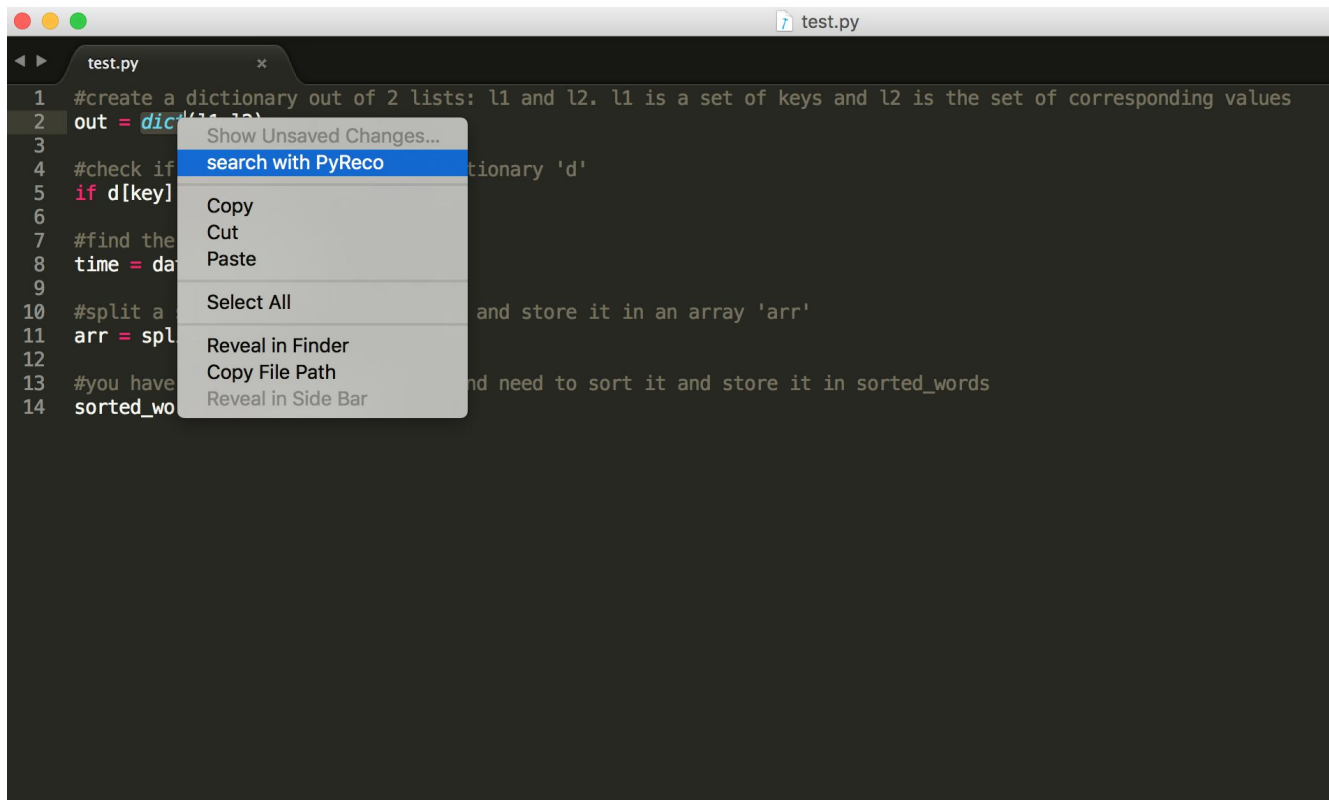 test.py
test.py
1 #create a dictionary out of 2 lists: l1 and l2. l1 is a set of keys and l2 is the set of corresponding values
2 out = dict(l1,l2)
3
4 #check if tionary 'd'
5 if d[key]
6
7 #find the
8 time = da
9
10 #split a and store it in an array 'arr'
11 arr = spl
12
13 #you have nd need to sort it and store it in sorted_words
14 sorted_wo
Show Unsaved Changes...
search with PyReco
Copy
Cut
Paste
Select All
Reveal in Finder
Copy File Path
Reveal in Side Bar